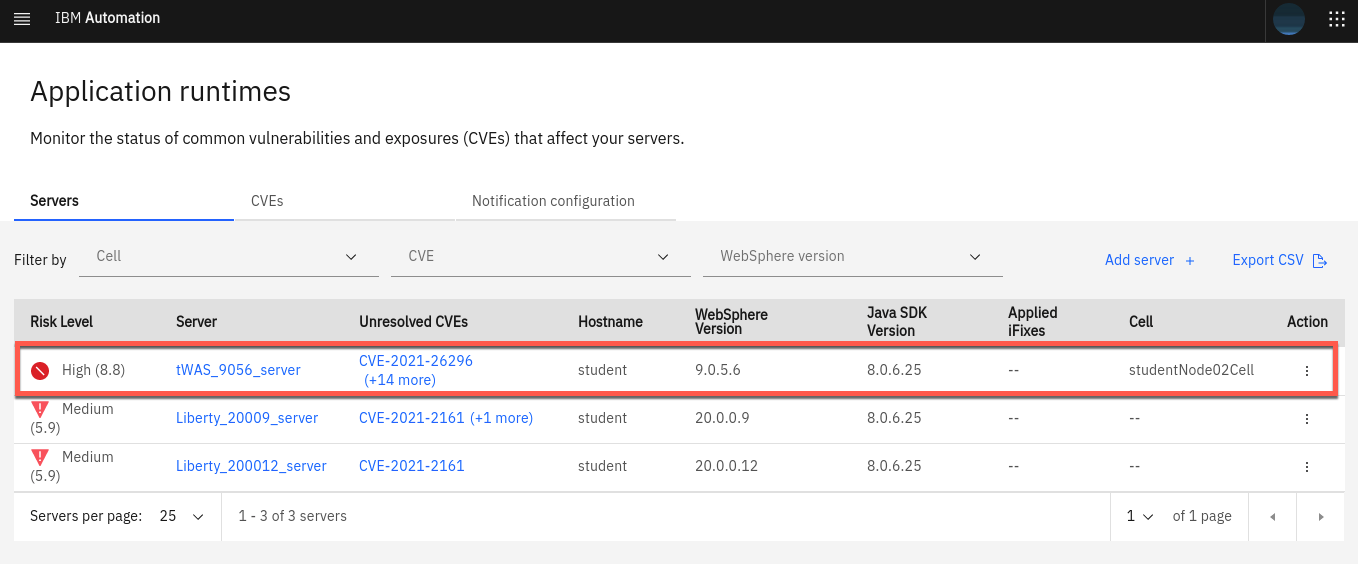 IBM Automation
Application runtimes
Monitor the status of common vulnerabilities and exposures (CVEs) that affect your servers.
Servers CVEs Notification configuration
Filter by Cell CVE WebSphere version Add server + Export CSV
Risk Level Server Unresolved CVEs Hostname WebSphere Version Java SDK Version Applied iFixes Cell Action
High (8.8) tWAS_9056_server CVE-2021-26296 (+14 more) student 9.0.5.6 8.0.6.25 -- studentNode02Cell
Medium (5.9) Liberty_20009_server CVE-2021-2161 (+1 more) student 20.0.0.9 8.0.6.25 -- --
Medium (5.9) Liberty_200012_server CVE-2021-2161 student 20.0.0.12 8.0.6.25 -- --
Servers per page: 25 1 - 3 of 3 servers 1 of 1 page